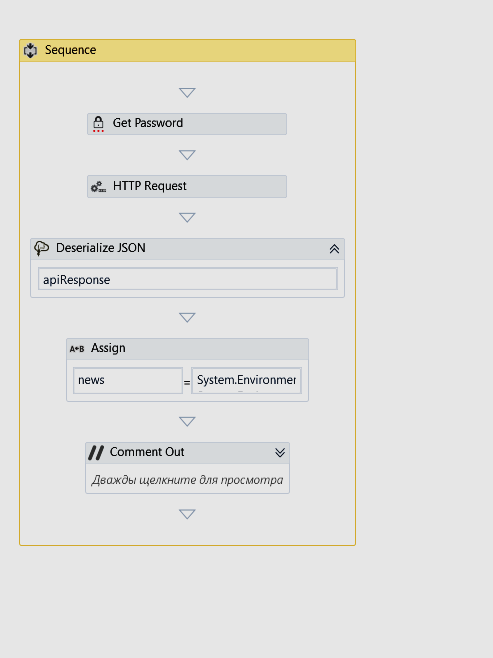 Sequence
Get Password
HTTP Request
Deserialize JSON
apiResponse
A↔B Assign
news = System.Environmer
Comment Out
Дважды щелкните для просмотра